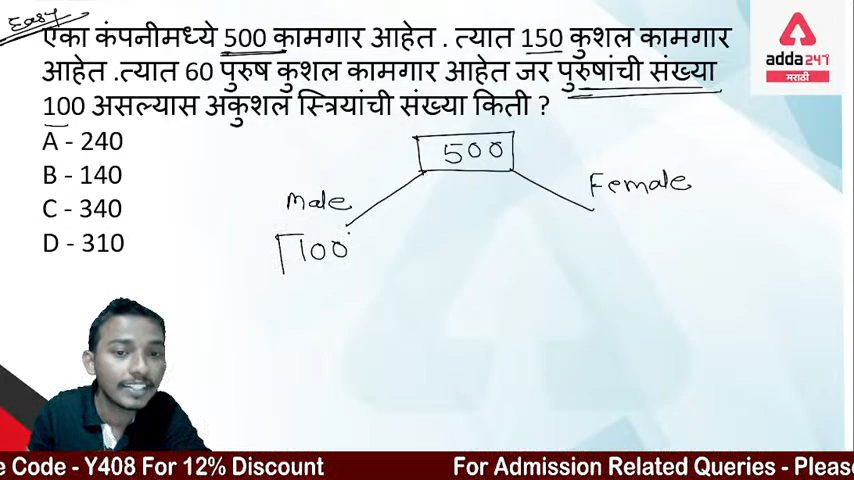 Easy
एका कंपनीमध्ये 500 कामगार आहेत . त्यात 150 कुशल कामगार
आहेत .त्यात 60 पुरुष कुशल कामगार आहेत जर पुरुषांची संख्या
100 असल्यास अकुशल स्त्रियांची संख्या किती ?
A - 240
B - 140
C - 340
D - 310
500
Male
Female
100
adda247
मराठी
e Code - Y408 For 12% Discount
For Admission Related Queries - Please